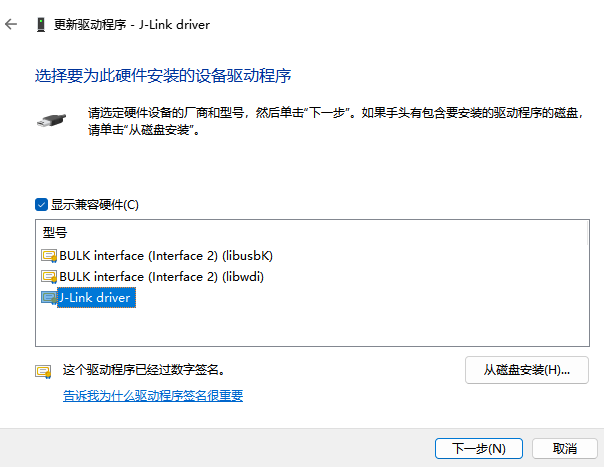 更新驱动程序 - J-Link driver
选择要为此硬件安装的设备驱动程序
请选定硬件设备的厂商和型号，然后单击“下一步”。如果手头有包含要安装的驱动程序的磁盘，
请单击“从磁盘安装”。
显示兼容硬件(C)
型号
BULK interface (Interface 2) (libusbK)
BULK interface (Interface 2) (libwdi)
J-Link driver
这个驱动程序已经过数字签名。
从磁盘安装(H)...
告诉我为什么驱动程序签名很重要
下一步(N)
取消